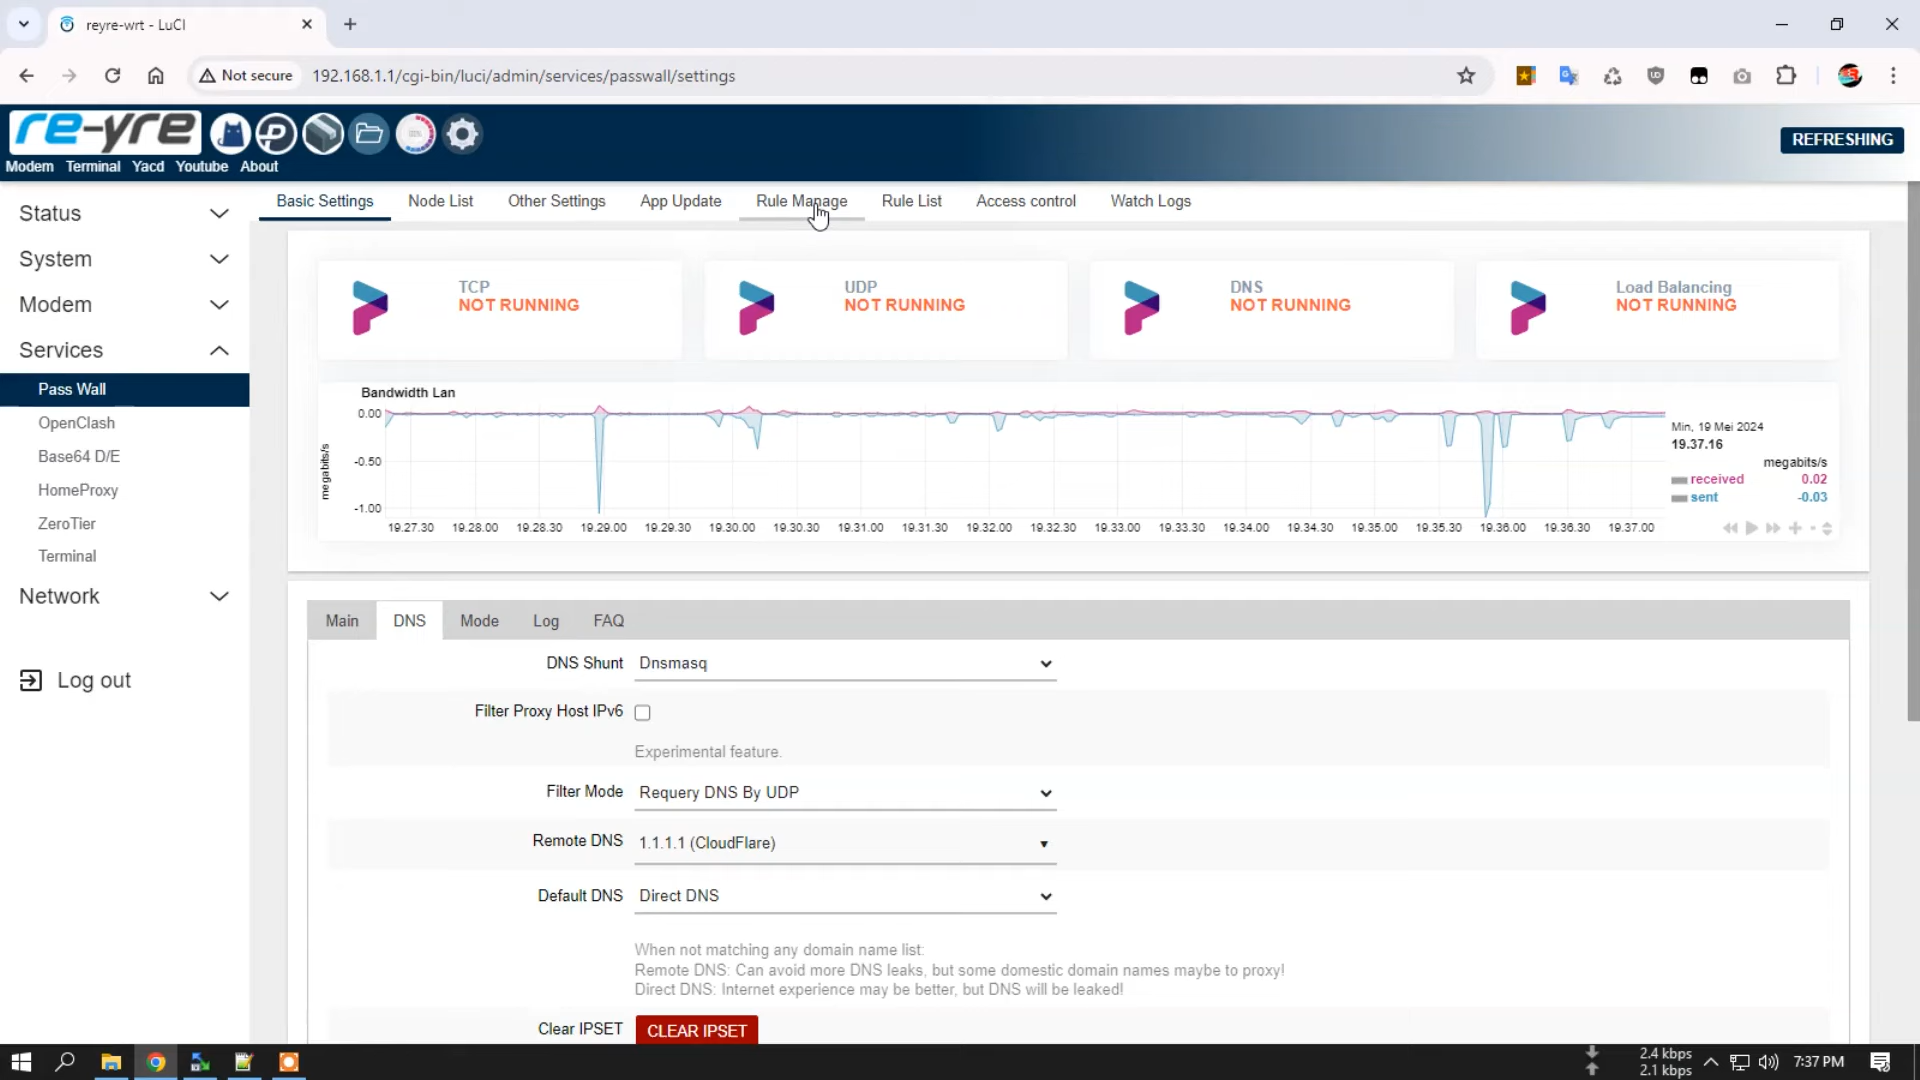 reyre-wrt - LuCI
Not secure
192.168.1.1/cgi-bin/luci/admin/services/passwall/settings
re-yre
Modem Terminal Yacd Youtube About
REFRESHING
Status
System
Modem
Services
Pass Wall
OpenClash
Base64 D/E
HomeProxy
ZeroTier
Terminal
Network
Log out
Basic Settings Node List Other Settings App Update Rule Manage Rule List Access control Watch Logs
TCP
NOT RUNNING
UDP
NOT RUNNING
DNS
NOT RUNNING
Load Balancing
NOT RUNNING
Bandwidth Lan
megabits/s
0.00
-0.50
-1.00
19.27.30 19.28.00 19.28.30 19.29.00 19.29.30 19.30.00 19.30.30 19.31.00 19.31.30 19.32.00 19.32.30 19.33.00 19.33.30 19.34.00 19.34.30 19.35.00 19.35.30 19.36.00 19.36.30 19.37.00
Min, 19 Mei 2024
19.37.16
megabits/s
received 0.02
sent -0.03
Main DNS Mode Log FAQ
DNS Shunt Dnsmasq
Filter Proxy Host IPv6
Experimental feature.
Filter Mode Requery DNS By UDP
Remote DNS 1.1.1.1 (CloudFlare)
Default DNS Direct DNS
When not matching any domain name list:
Remote DNS: Can avoid more DNS leaks, but some domestic domain names maybe to proxy!
Direct DNS: Internet experience may be better, but DNS will be leaked!
Clear IPSET CLEAR IPSET
2.4 kbps
2.1 kbps
7:37 PM